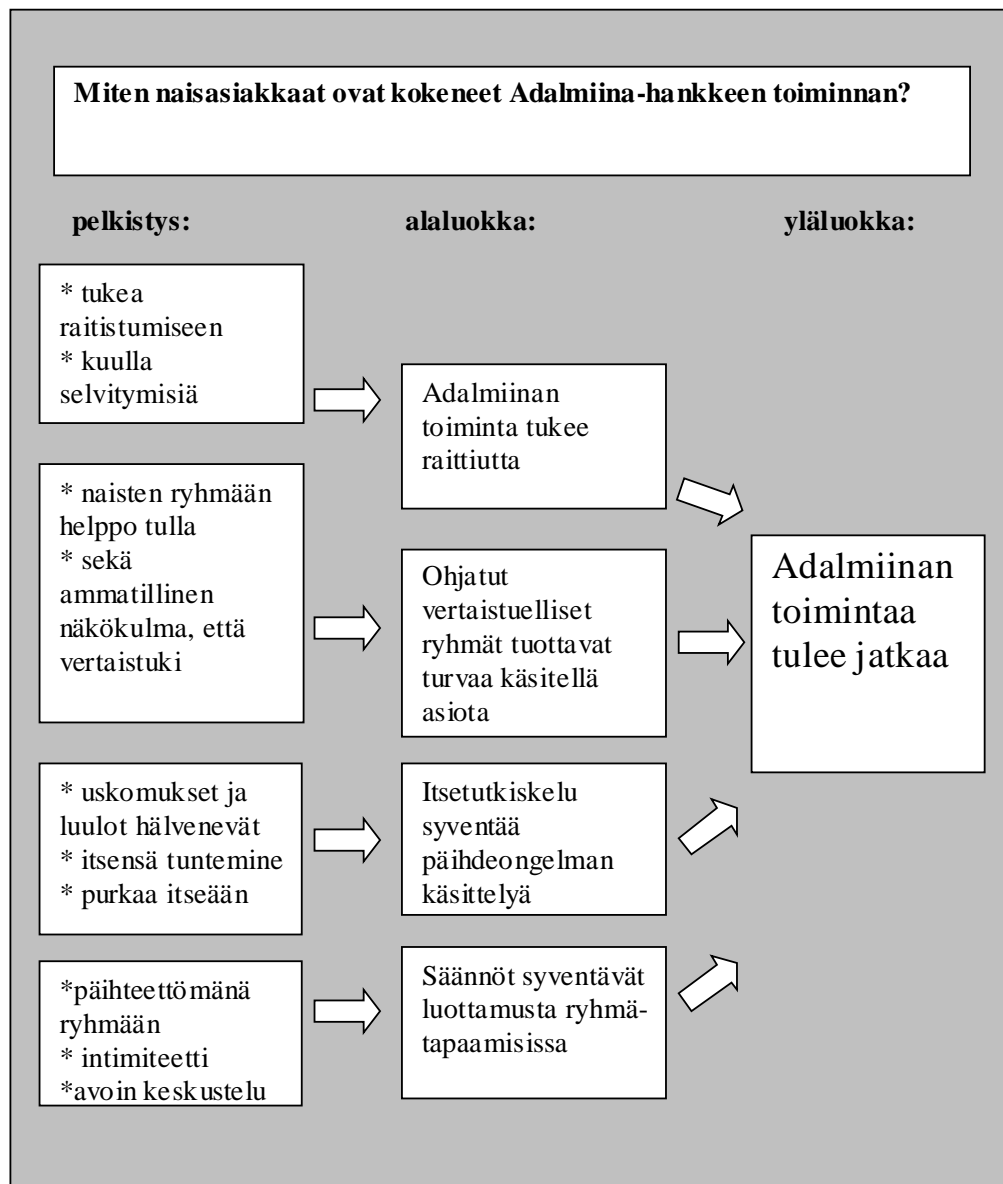 Miten naisasiakkaat ovat kokeneet Adalmiina-hankkeen toiminnan?
pelkistys:
alaluokka:
yläluokka:
* tukea
raitistumiseen
* kuulla
selvitymisiä
Adalmiinan
toiminta tukee
raittiutta
* naisten ryhmään
helppo tulla
* sekä
ammatillinen
näkökulma, että
vertaistuki
Ohjatut
vertaistuelliset
ryhmät tuottavat
turvaa käsitellä
asiota
Adalmiinan
toimintaa
tulee jatkaa
* uskomukset ja
luulot hälvenevät
* itsensä tuntemine
* purkaa itseään
Itsetutkiskelu
syventää
päihdeongelman
käsittelyä
*päihteettömänä
ryhmään
* intimiteetti
*avoin keskustelu
Säännöt syventävät
luottamusta ryhmä-
tapaamisissa